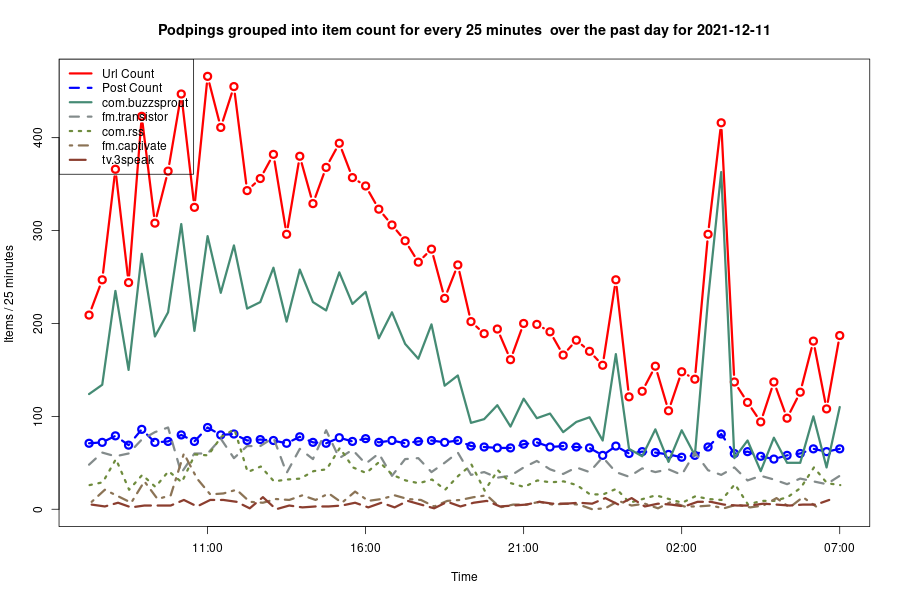 Podpings grouped into item count for every 25 minutes  over the past day for 2021-12-11
Url Count
Post Count
com.buzzsprout
fm.transistor
com.rss
fm.captivate
tv.3speak
Items / 25 minutes
400
300
200
100
0
11:00 16:00 21:00 02:00 07:00
Time